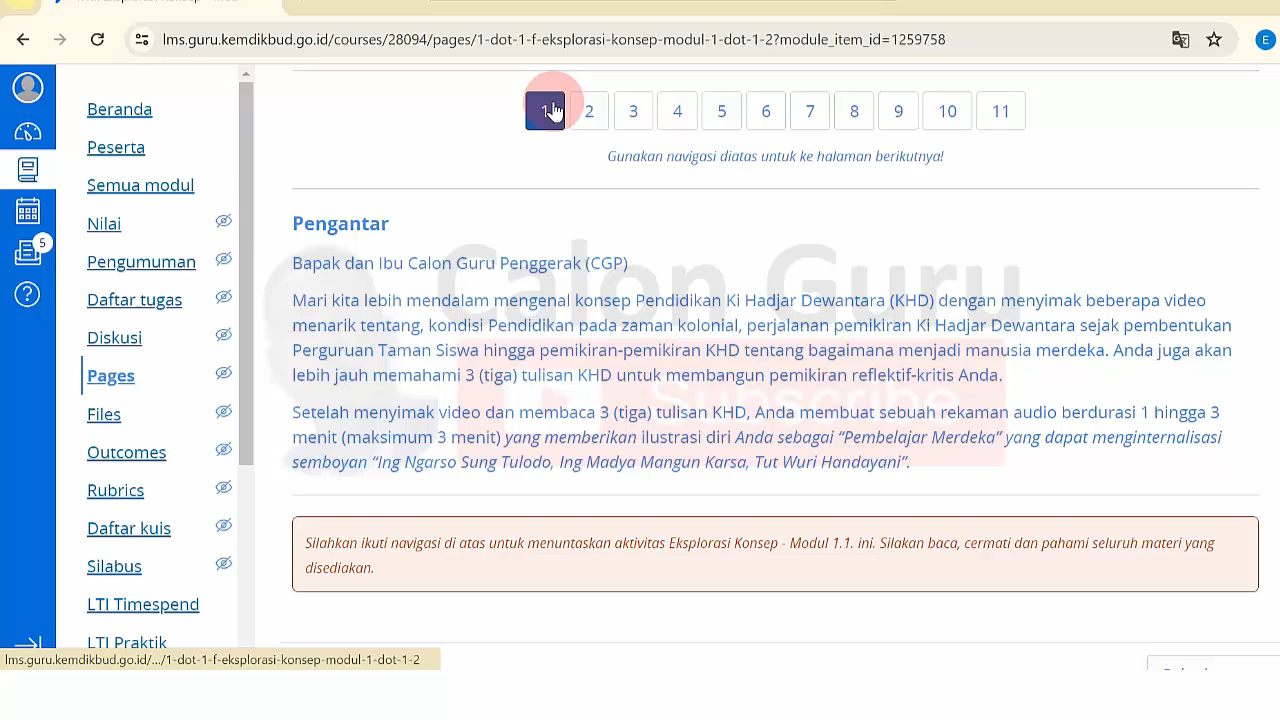 lms.guru.kemdikbud.go.id/courses/28094/pages/1-dot-1-f-eksplorasi-konsep-modul-1-dot-1-2?module_item_id=1259758
E
5
Beranda
Peserta
Semua modul
Nilai
Pengumuman
Daftar tugas
Diskusi
Pages
Files
Outcomes
Rubrics
Daftar kuis
Silabus
LTI Timespend
LTI Praktik
1 2 3 4 5 6 7 8 9 10 11
Gunakan navigasi diatas untuk ke halaman berikutnya!
Pengantar
Bapak dan Ibu Calon Guru Penggerak (CGP)
Mari kita lebih mendalam mengenal konsep Pendidikan Ki Hadjar Dewantara (KHD) dengan menyimak beberapa video
menarik tentang, kondisi Pendidikan pada zaman kolonial, perjalanan pemikiran Ki Hadjar Dewantara sejak pembentukan
Perguruan Taman Siswa hingga pemikiran-pemikiran KHD tentang bagaimana menjadi manusia merdeka. Anda juga akan
lebih jauh memahami 3 (tiga) tulisan KHD untuk membangun pemikiran reflektif-kritis Anda.
Setelah menyimak video dan membaca 3 (tiga) tulisan KHD, Anda membuat sebuah rekaman audio berdurasi 1 hingga 3
menit (maksimum 3 menit) yang memberikan ilustrasi diri Anda sebagai “Pembelajar Merdeka” yang dapat menginternalisasi
semboyan “Ing Ngarso Sung Tulodo, Ing Madya Mangun Karsa, Tut Wuri Handayani”.
Calon Guru
Subscribe
Silahkan ikuti navigasi di atas untuk menuntaskan aktivitas Eksplorasi Konsep - Modul 1.1. ini. Silakan baca, cermati dan pahami seluruh materi yang
disediakan.
lms.guru.kemdikbud.go.id/.../1-dot-1-f-eksplorasi-konsep-modul-1-dot-1-2